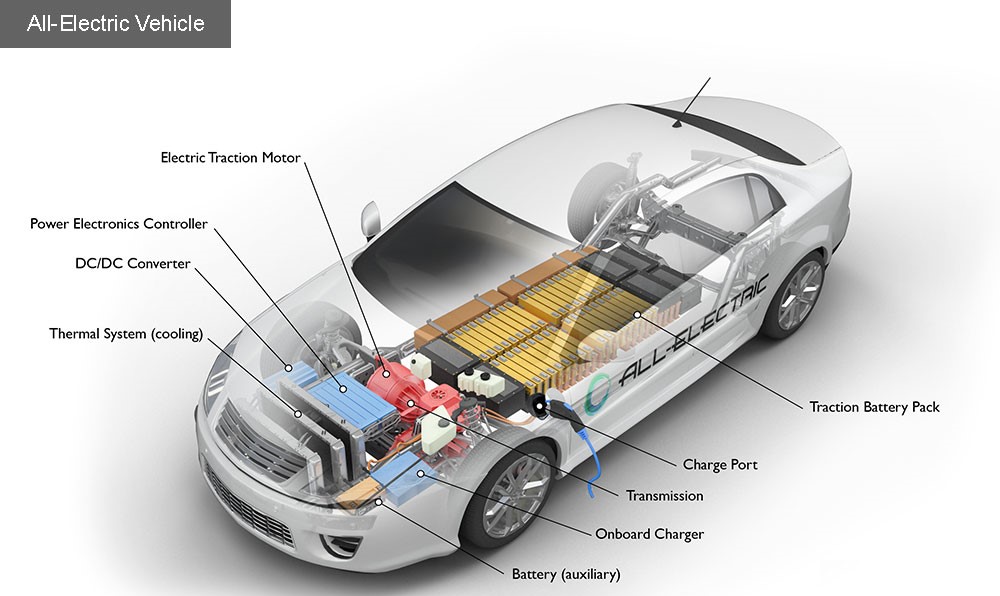 All-Electric Vehicle
Electric Traction Motor
Power Electronics Controller
DC/DC Converter
Thermal System (cooling)
ALL-ELECTRIC
Traction Battery Pack
Charge Port
Transmission
Onboard Charger
Battery (auxiliary)